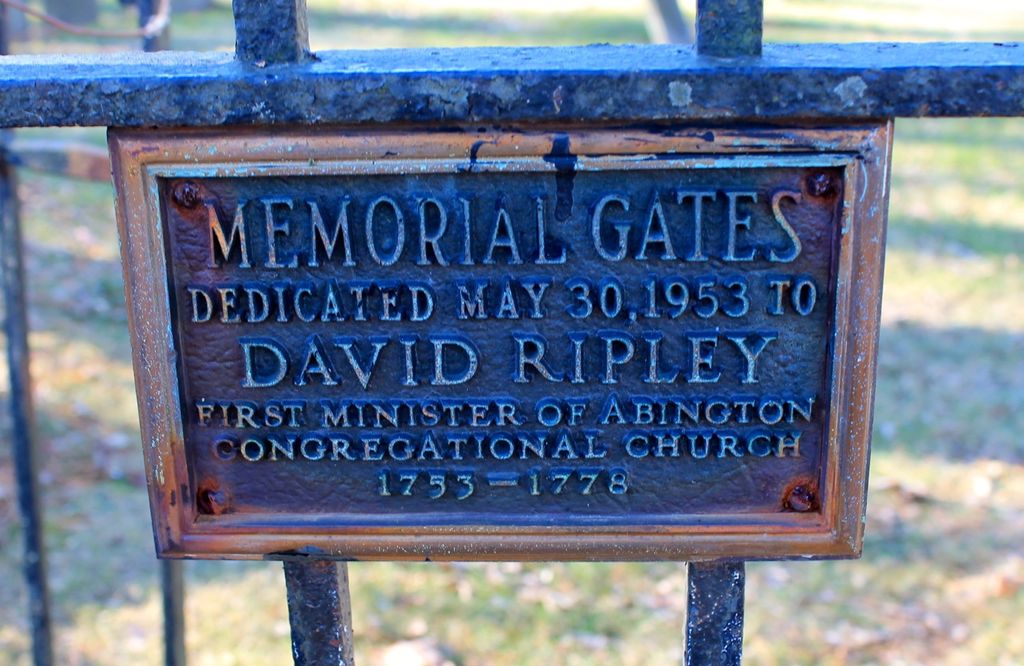 MEMORIAL GATES
DEDICATED MAY 30, 1953 TO
DAVID RIPLEY
FIRST MINISTER OF ABINGTON
CONGREGATIONAL CHURCH
1753 – 1778